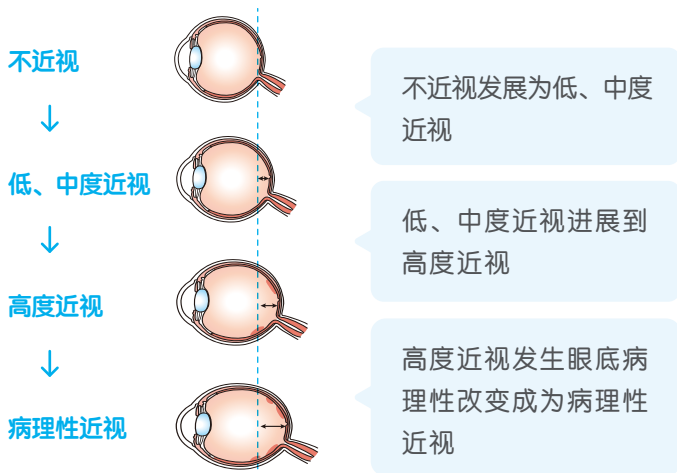 不近视
不近视发展为低、中度
近视
低、中度近视
低、中度近视进展到
高度近视
高度近视
高度近视发生眼底病
理性改变成为病理性
近视
病理性近视